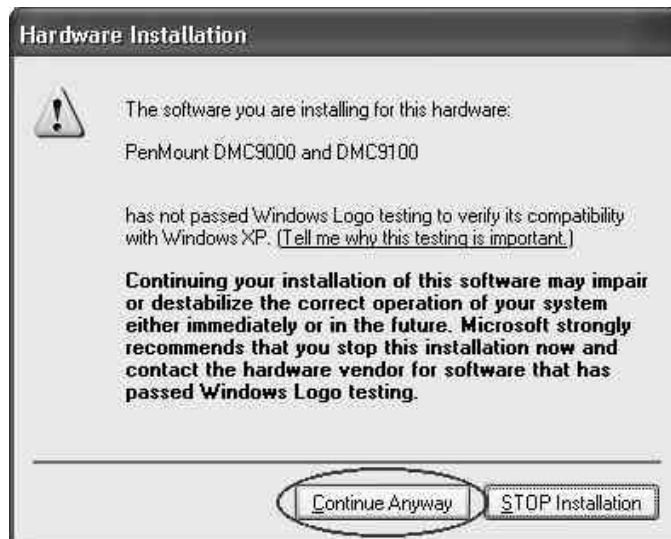 Hardware Installation
The software you are installing for this hardware:
PenMount DMC9000 and DMC9100
has not passed Windows Logo testing to verify its compatibility
with Windows XP. (Tell me why this testing is important.)
Continuing your installation of this software may impair
or destabilize the correct operation of your system
either immediately or in the future. Microsoft strongly
recommends that you stop this installation now and
contact the hardware vendor for software that has
passed Windows Logo testing.
Continue Anyway
STOP Installation